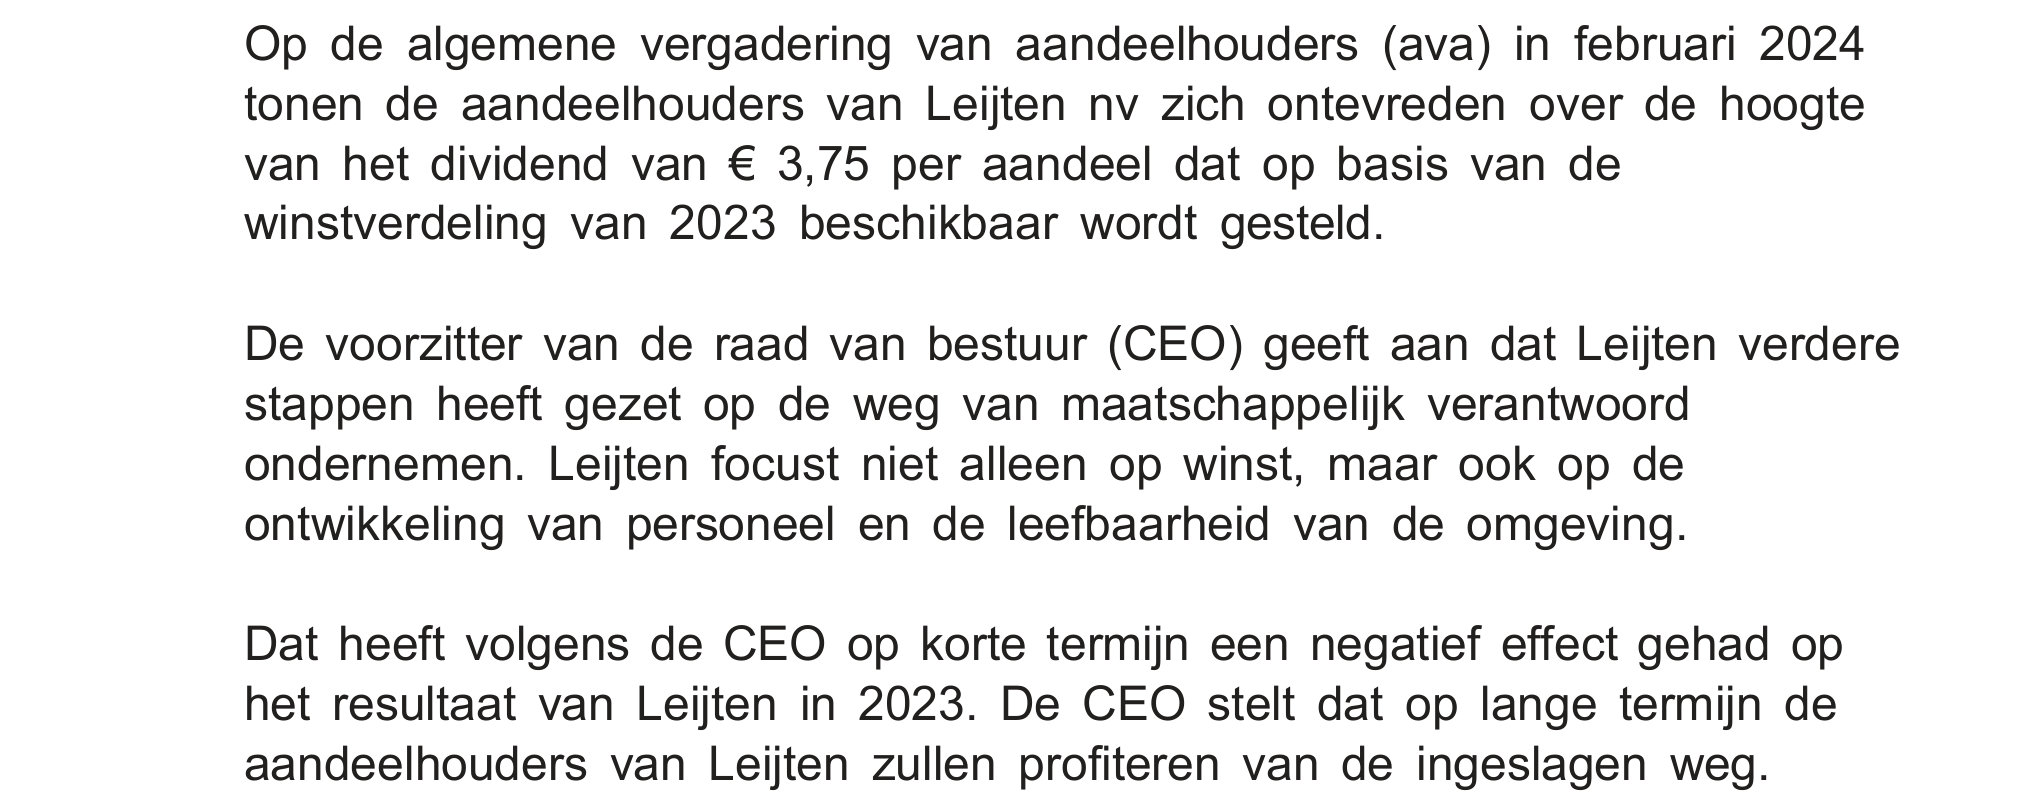 Op de algemene vergadering van aandeelhouders (ava) in februari 2024
tonen de aandeelhouders van Leijten nv zich ontevreden over de hoogte
van het dividend van € 3,75 per aandeel dat op basis van de
winstverdeling van 2023 beschikbaar wordt gesteld.
De voorzitter van de raad van bestuur (CEO) geeft aan dat Leijten verdere
stappen heeft gezet op de weg van maatschappelijk verantwoord
ondernemen. Leijten focust niet alleen op winst, maar ook op de
ontwikkeling van personeel en de leefbaarheid van de omgeving.
Dat heeft volgens de CEO op korte termijn een negatief effect gehad op
het resultaat van Leijten in 2023. De CEO stelt dat op lange termijn de
aandeelhouders van Leijten zullen profiteren van de ingeslagen weg.